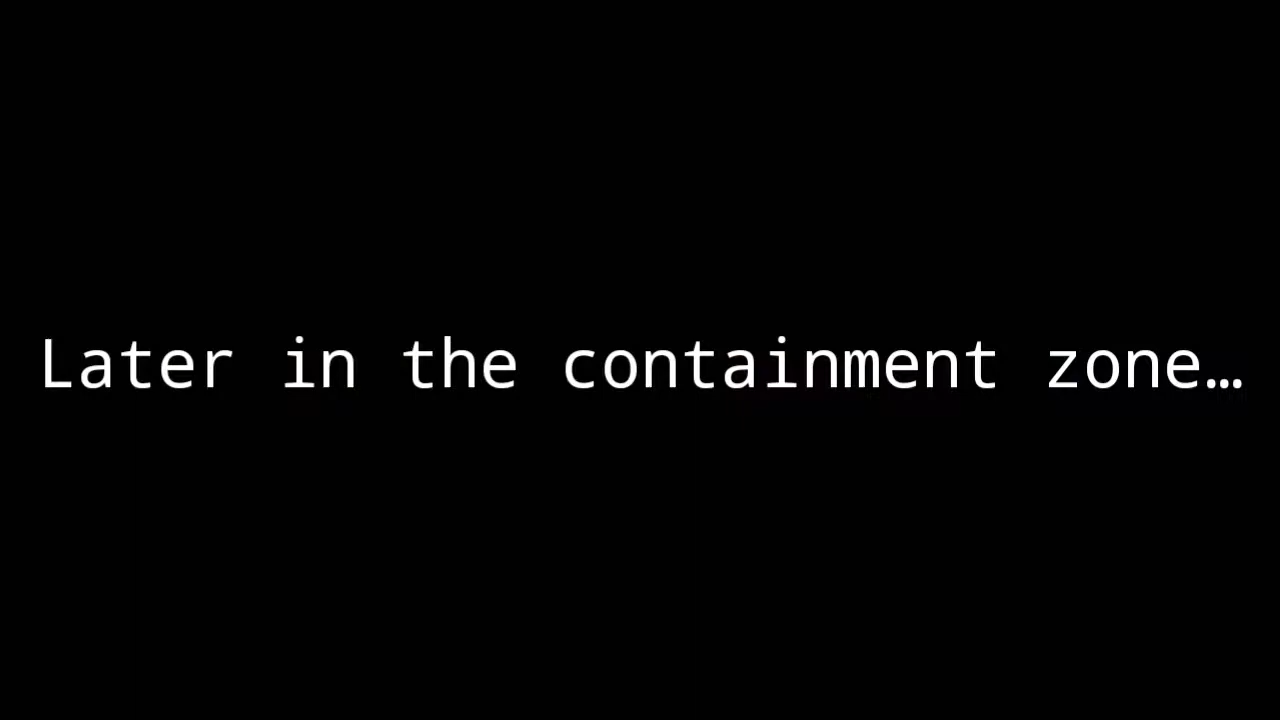 Later in the containment zone…